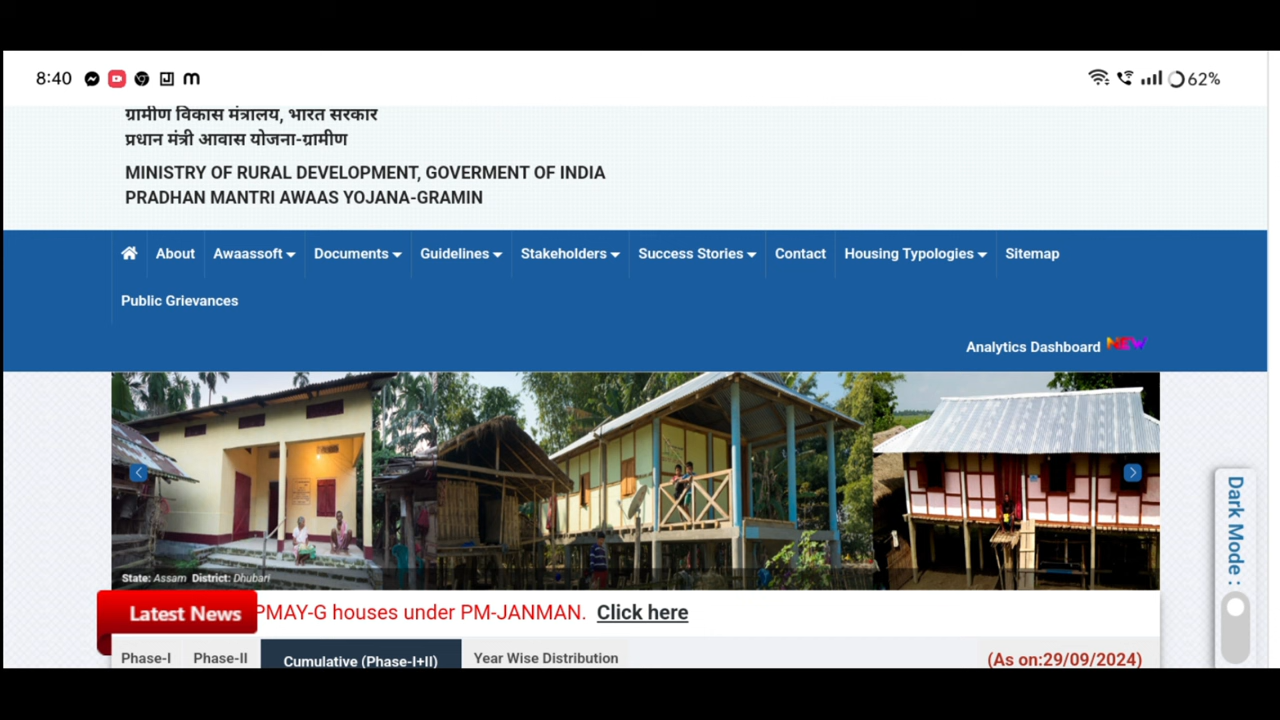 8:40
62%
ग्रामीण विकास मंत्रालय, भारत सरकार
प्रधान मंत्री आवास योजना-ग्रामीण
MINISTRY OF RURAL DEVELOPMENT, GOVERMENT OF INDIA
PRADHAN MANTRI AWAAS YOJANA-GRAMIN
About Awaassoft Documents Guidelines Stakeholders Success Stories Contact Housing Typologies Sitemap
Public Grievances
Analytics Dashboard NEW
State: Assam District: Dhubari
Latest News PMAY-G houses under PM-JANMAN. Click here
Phase-I Phase-II Cumulative (Phase-I+II) Year Wise Distribution (As on:29/09/2024)
Dark Mode :